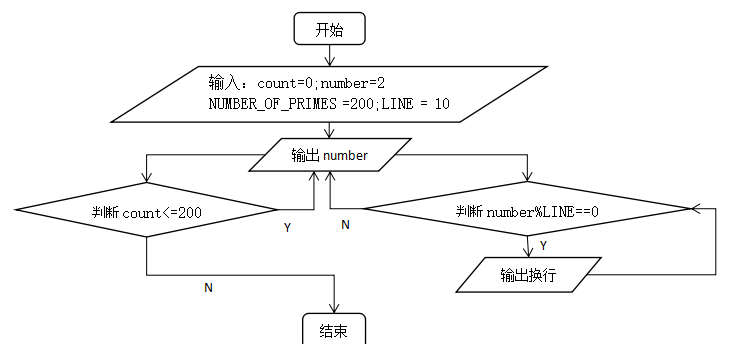 开始
输入：count=0;number=2
NUMBER_OF_PRIMES =200;LINE = 10
输出 number
判断 count<=200
判断 number%LINE==0
Y
N
Y
输出换行
N
结束